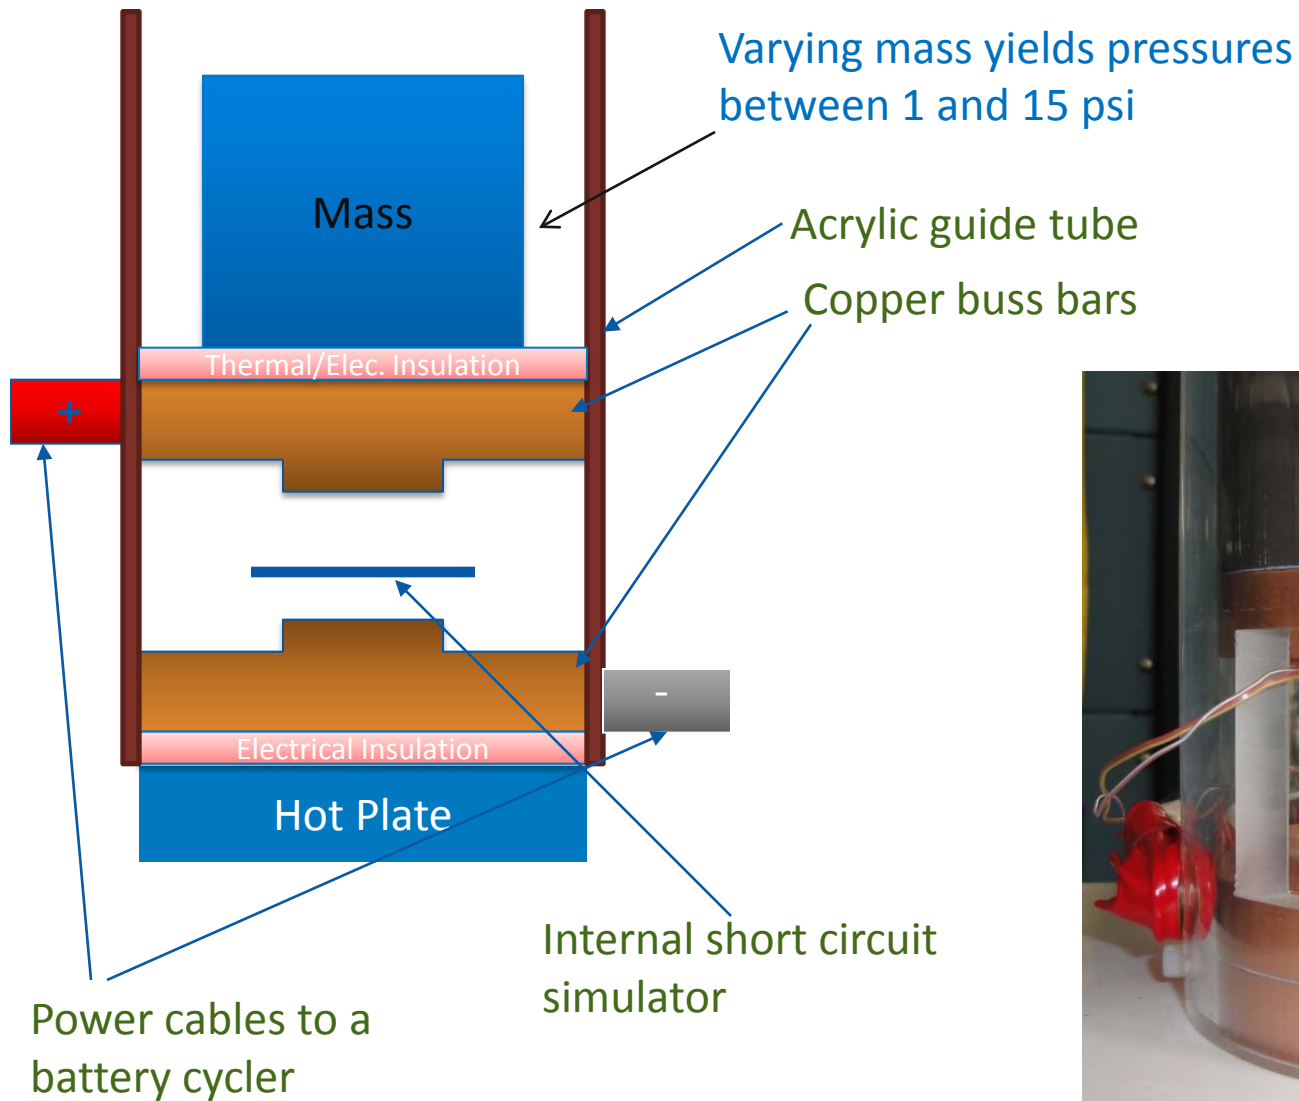 Varying mass yields pressures
between 1 and 15 psi
Mass
Acrylic guide tube
Copper buss bars
Thermal/Elec. Insulation
+
-
Electrical Insulation
Hot Plate
Internal short circuit
simulator
Power cables to a
battery cycler